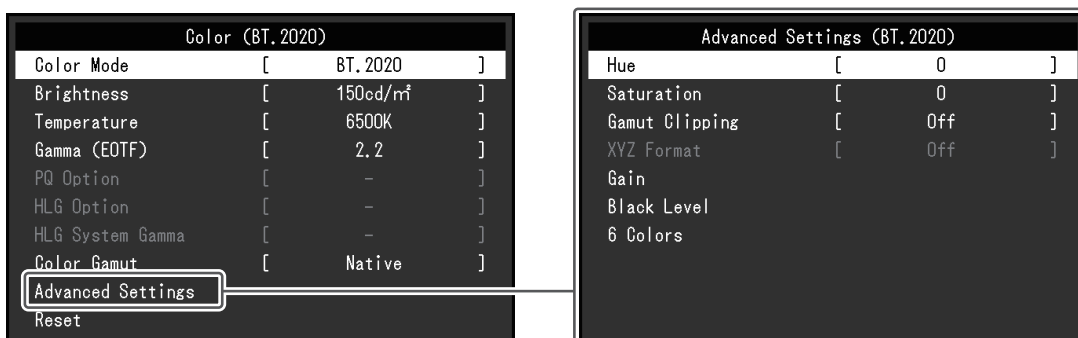 Color (BT.2020)
Color Mode [ BT.2020 ]
Brightness [ 150cd/㎡ ]
Temperature [ 6500K ]
Gamma (EOTF) [ 2.2 ]
PQ Option [ – ]
HLG Option [ – ]
HLG System Gamma [ – ]
Color Gamut [ Native ]
Advanced Settings
Reset
Advanced Settings (BT.2020)
Hue [ 0 ]
Saturation [ 0 ]
Gamut Clipping [ Off ]
XYZ Format [ Off ]
Gain
Black Level
6 Colors